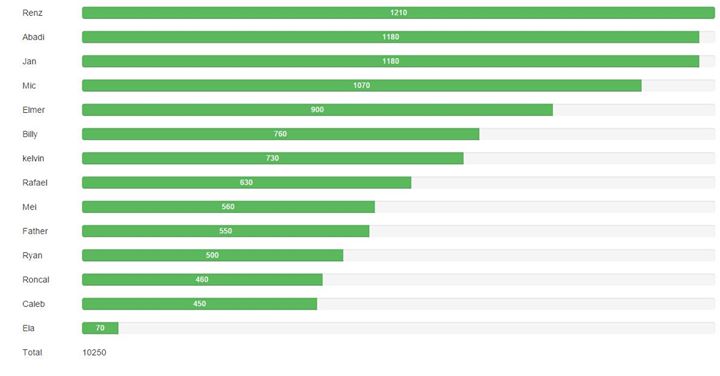 Renz 1210
Abadi 1180
Jan 1180
Mic 1070
Elmer 900
Billy 760
kelvin 730
Rafael 630
Mei 560
Father 550
Ryan 500
Roncal 460
Caleb 450
Ela 70
Total 10250